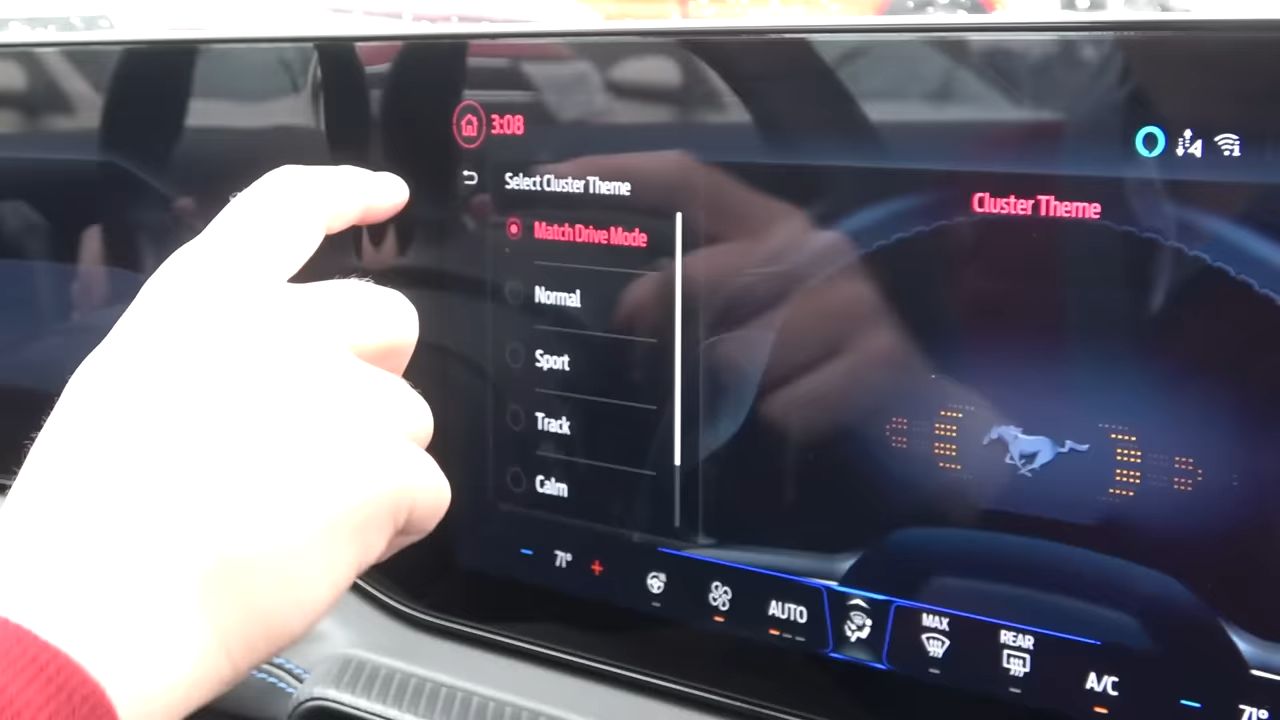 3:08
Select Cluster Theme
Match Drive Mode
Normal
Sport
Track
Calm
Cluster Theme
71°
AUTO
MAX
REAR
A/C
71°